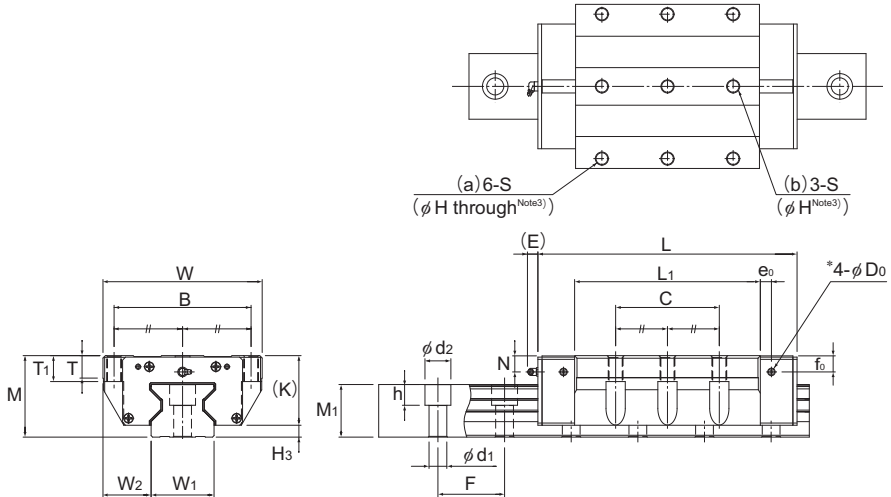 (a)6-S
(φH through Note3))
(b)3-S
(φH Note3))
(E)
L
W
L1
e0
*4-φD0
B
C
T1
T
φd2
N
f0
M
(K)
M1
h
H3
φd1
W2
W1
F